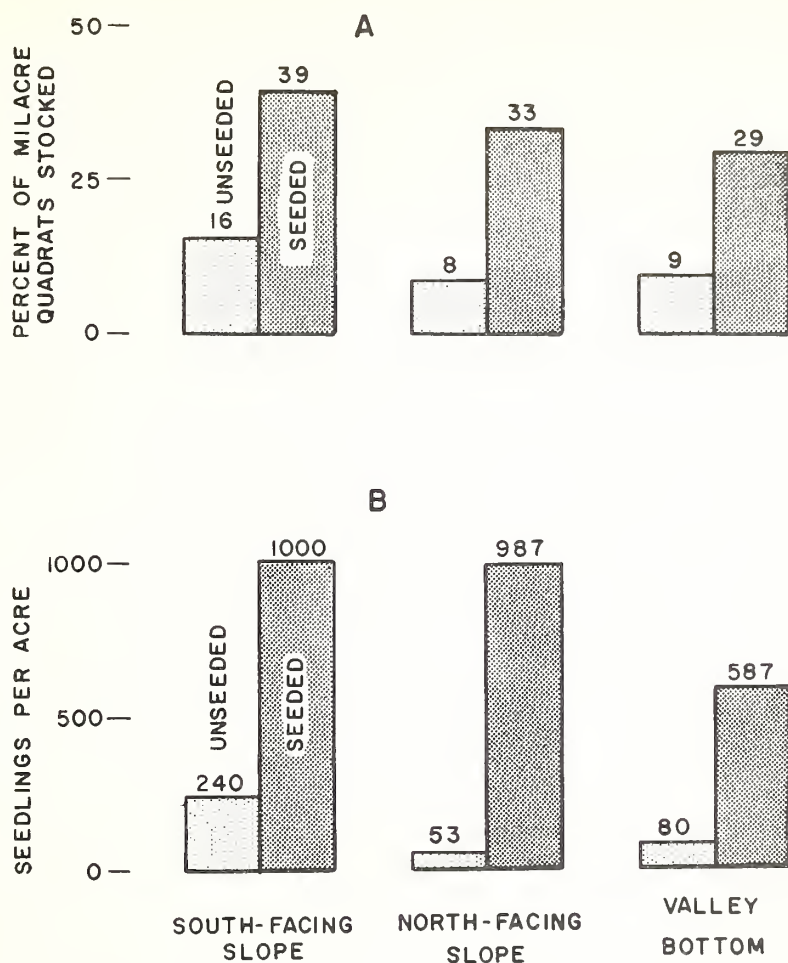 A
PERCENT OF MILACRE
QUADRATS STOCKED
50
25
0
UNSEEDED
SEEDED
16
39
8
33
9
29
B
SEEDLINGS PER ACRE
1000
500
0
UNSEEDED
SEEDED
240
1000
53
987
80
587
SOUTH-FACING
SLOPE
NORTH-FACING
SLOPE
VALLEY
BOTTOM